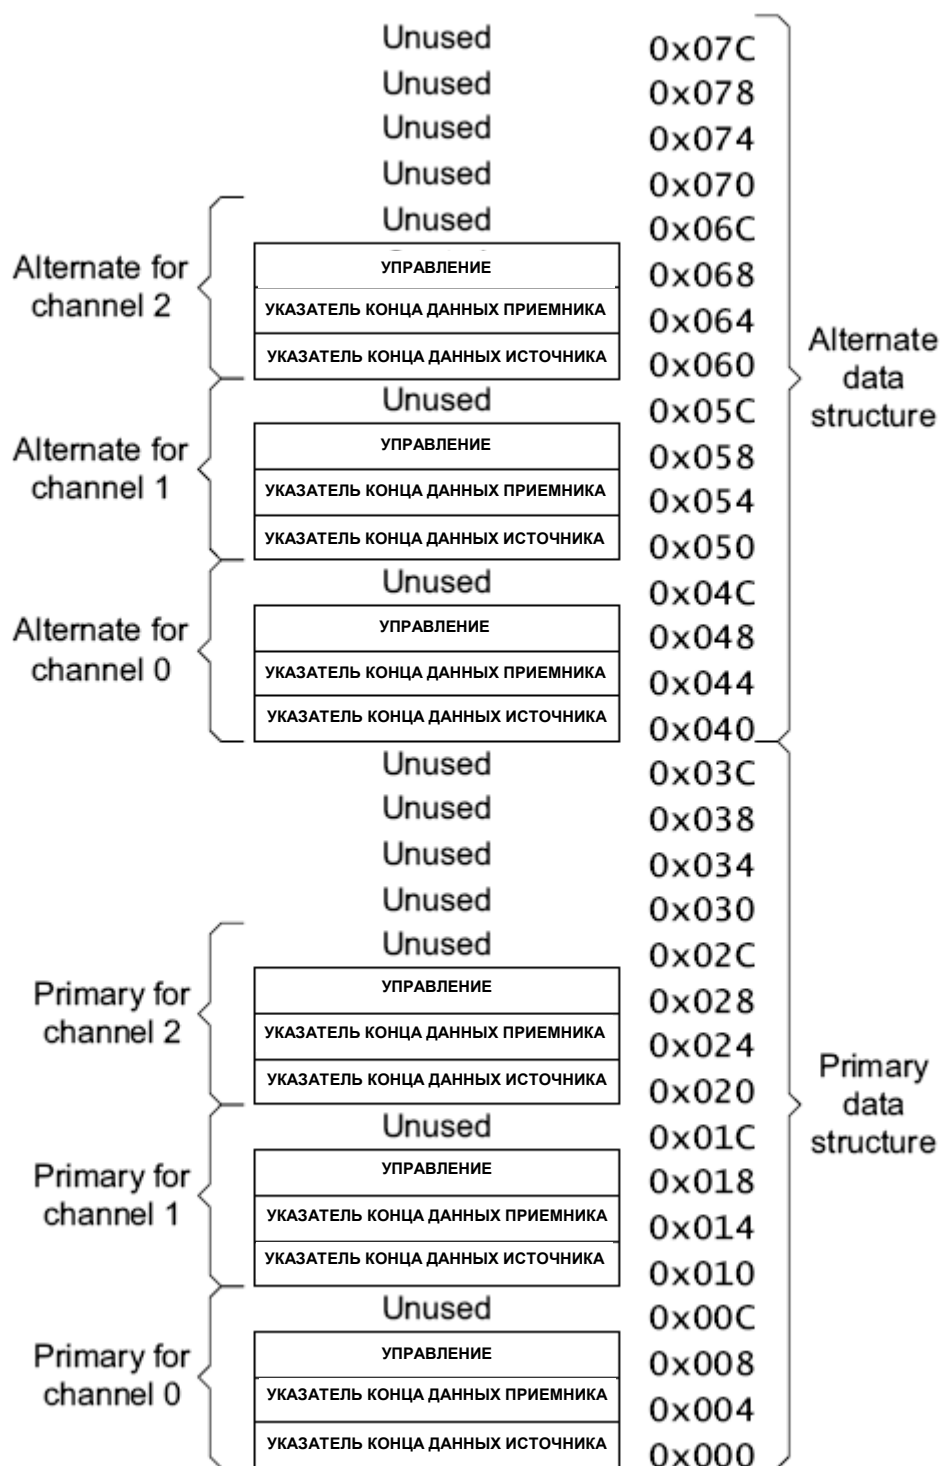 Unused 0x07C
Unused 0x078
Unused 0x074
Unused 0x070
Unused 0x06C
Alternate for
channel 2
УПРАВЛЕНИЕ 0x068
УКАЗАТЕЛЬ КОНЦА ДАННЫХ ПРИЕМНИКА 0x064
УКАЗАТЕЛЬ КОНЦА ДАННЫХ ИСТОЧНИКА 0x060
Alternate
data
structure
Unused 0x05C
Alternate for
channel 1
УПРАВЛЕНИЕ 0x058
УКАЗАТЕЛЬ КОНЦА ДАННЫХ ПРИЕМНИКА 0x054
УКАЗАТЕЛЬ КОНЦА ДАННЫХ ИСТОЧНИКА 0x050
Unused 0x04C
Alternate for
channel 0
УПРАВЛЕНИЕ 0x048
УКАЗАТЕЛЬ КОНЦА ДАННЫХ ПРИЕМНИКА 0x044
УКАЗАТЕЛЬ КОНЦА ДАННЫХ ИСТОЧНИКА 0x040
Unused 0x03C
Unused 0x038
Unused 0x034
Unused 0x030
Unused 0x02C
Primary for
channel 2
УПРАВЛЕНИЕ 0x028
УКАЗАТЕЛЬ КОНЦА ДАННЫХ ПРИЕМНИКА 0x024
УКАЗАТЕЛЬ КОНЦА ДАННЫХ ИСТОЧНИКА 0x020
Primary
data
structure
Unused 0x01C
Primary for
channel 1
УПРАВЛЕНИЕ 0x018
УКАЗАТЕЛЬ КОНЦА ДАННЫХ ПРИЕМНИКА 0x014
УКАЗАТЕЛЬ КОНЦА ДАННЫХ ИСТОЧНИКА 0x010
Unused 0x00C
Primary for
channel 0
УПРАВЛЕНИЕ 0x008
УКАЗАТЕЛЬ КОНЦА ДАННЫХ ПРИЕМНИКА 0x004
УКАЗАТЕЛЬ КОНЦА ДАННЫХ ИСТОЧНИКА 0x000